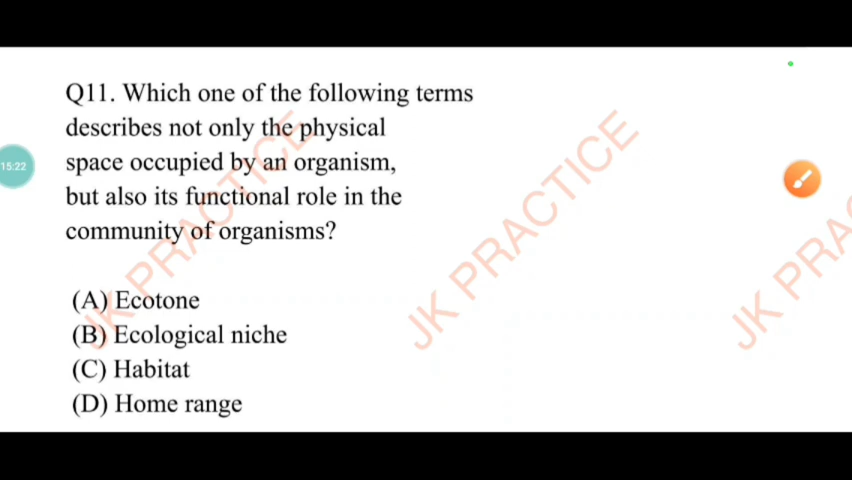 Q11. Which one of the following terms
describes not only the physical
space occupied by an organism,
but also its functional role in the
community of organisms?
(A) Ecotone
(B) Ecological niche
(C) Habitat
(D) Home range
15:22
JK PRACTICE
JK PRACTICE
JK PRA